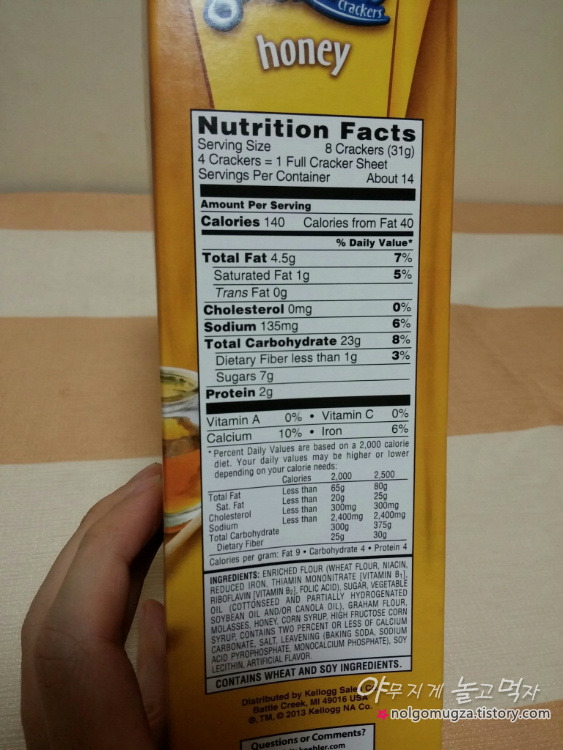 crackers
honey
Nutrition Facts
Serving Size 8 Crackers (31g)
4 Crackers = 1 Full Cracker Sheet
Servings Per Container About 14
Amount Per Serving
Calories 140 Calories from Fat 40
% Daily Value*
Total Fat 4.5g 7%
Saturated Fat 1g 5%
Trans Fat 0g
Cholesterol 0mg 0%
Sodium 135mg 6%
Total Carbohydrate 23g 8%
Dietary Fiber less than 1g 3%
Sugars 7g
Protein 2g
Vitamin A 0% • Vitamin C 0%
Calcium 10% • Iron 6%
*Percent Daily Values are based on a 2,000 calorie
diet. Your daily values may be higher or lower
depending on your calorie needs:
Calories 2,000 2,500
Total Fat Less than 65g 80g
Sat. Fat Less than 20g 25g
Cholesterol Less than 300mg 300mg
Sodium Less than 2,400mg 2,400mg
Total Carbohydrate 300g 375g
Dietary Fiber 25g 30g
Calories per gram: Fat 9 • Carbohydrate 4 • Protein 4
INGREDIENTS: ENRICHED FLOUR (WHEAT FLOUR, NIACIN,
REDUCED IRON, THIAMIN MONONITRATE [VITAMIN B₁],
RIBOFLAVIN [VITAMIN B₂], FOLIC ACID), SUGAR, VEGETABLE
OIL (COTTONSEED AND PARTIALLY HYDROGENATED
SOYBEAN OIL AND/OR CANOLA OIL), GRAHAM FLOUR,
MOLASSES, HONEY, CORN SYRUP, HIGH FRUCTOSE CORN
SYRUP, CONTAINS TWO PERCENT OR LESS OF CALCIUM
CARBONATE, SALT, LEAVENING (BAKING SODA, SODIUM
ACID PYROPHOSPHATE, MONOCALCIUM PHOSPHATE), SOY
LECITHIN, ARTIFICIAL FLAVOR.
CONTAINS WHEAT AND SOY INGREDIENTS.
Distributed by Kellogg Sales
Battle Creek, MI 49016 USA
®, TM, © 2013 Kellogg NA Co.
야무지게 놀고먹자
nolgomugza.tistory.com
Questions or Comments?